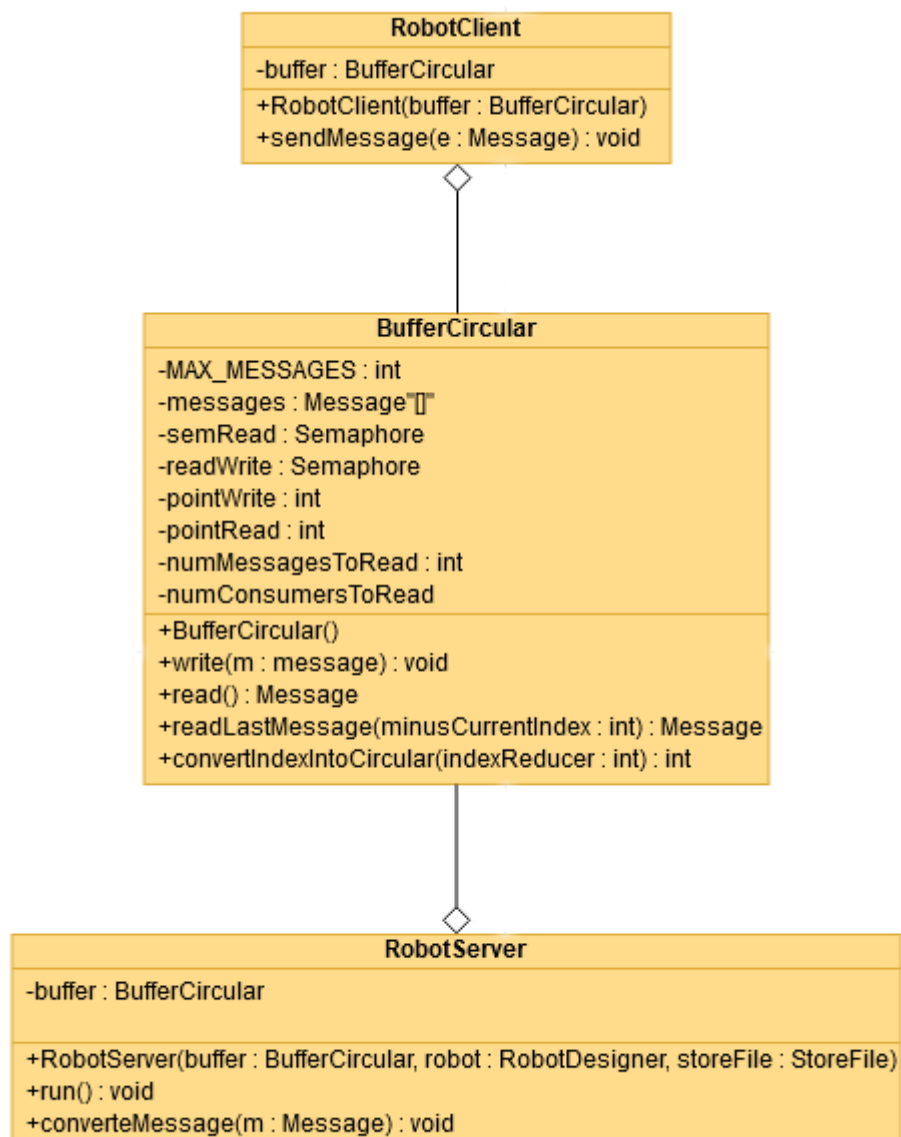 RobotClient
-buffer : BufferCircular
+RobotClient(buffer : BufferCircular)
+sendMessage(e : Message) : void
BufferCircular
-MAX_MESSAGES : int
-messages : Message"[]"
-semRead : Semaphore
-readWrite : Semaphore
-pointWrite : int
-pointRead : int
-numMessagesToRead : int
-numConsumersToRead
+BufferCircular()
+write(m : message) : void
+read() : Message
+readLastMessage(minusCurrentIndex : int) : Message
+convertIndexIntoCircular(indexReducer : int) : int
RobotServer
-buffer : BufferCircular
+RobotServer(buffer : BufferCircular, robot : RobotDesigner, storeFile : StoreFile)
+run() : void
+converteMessage(m : Message) : void